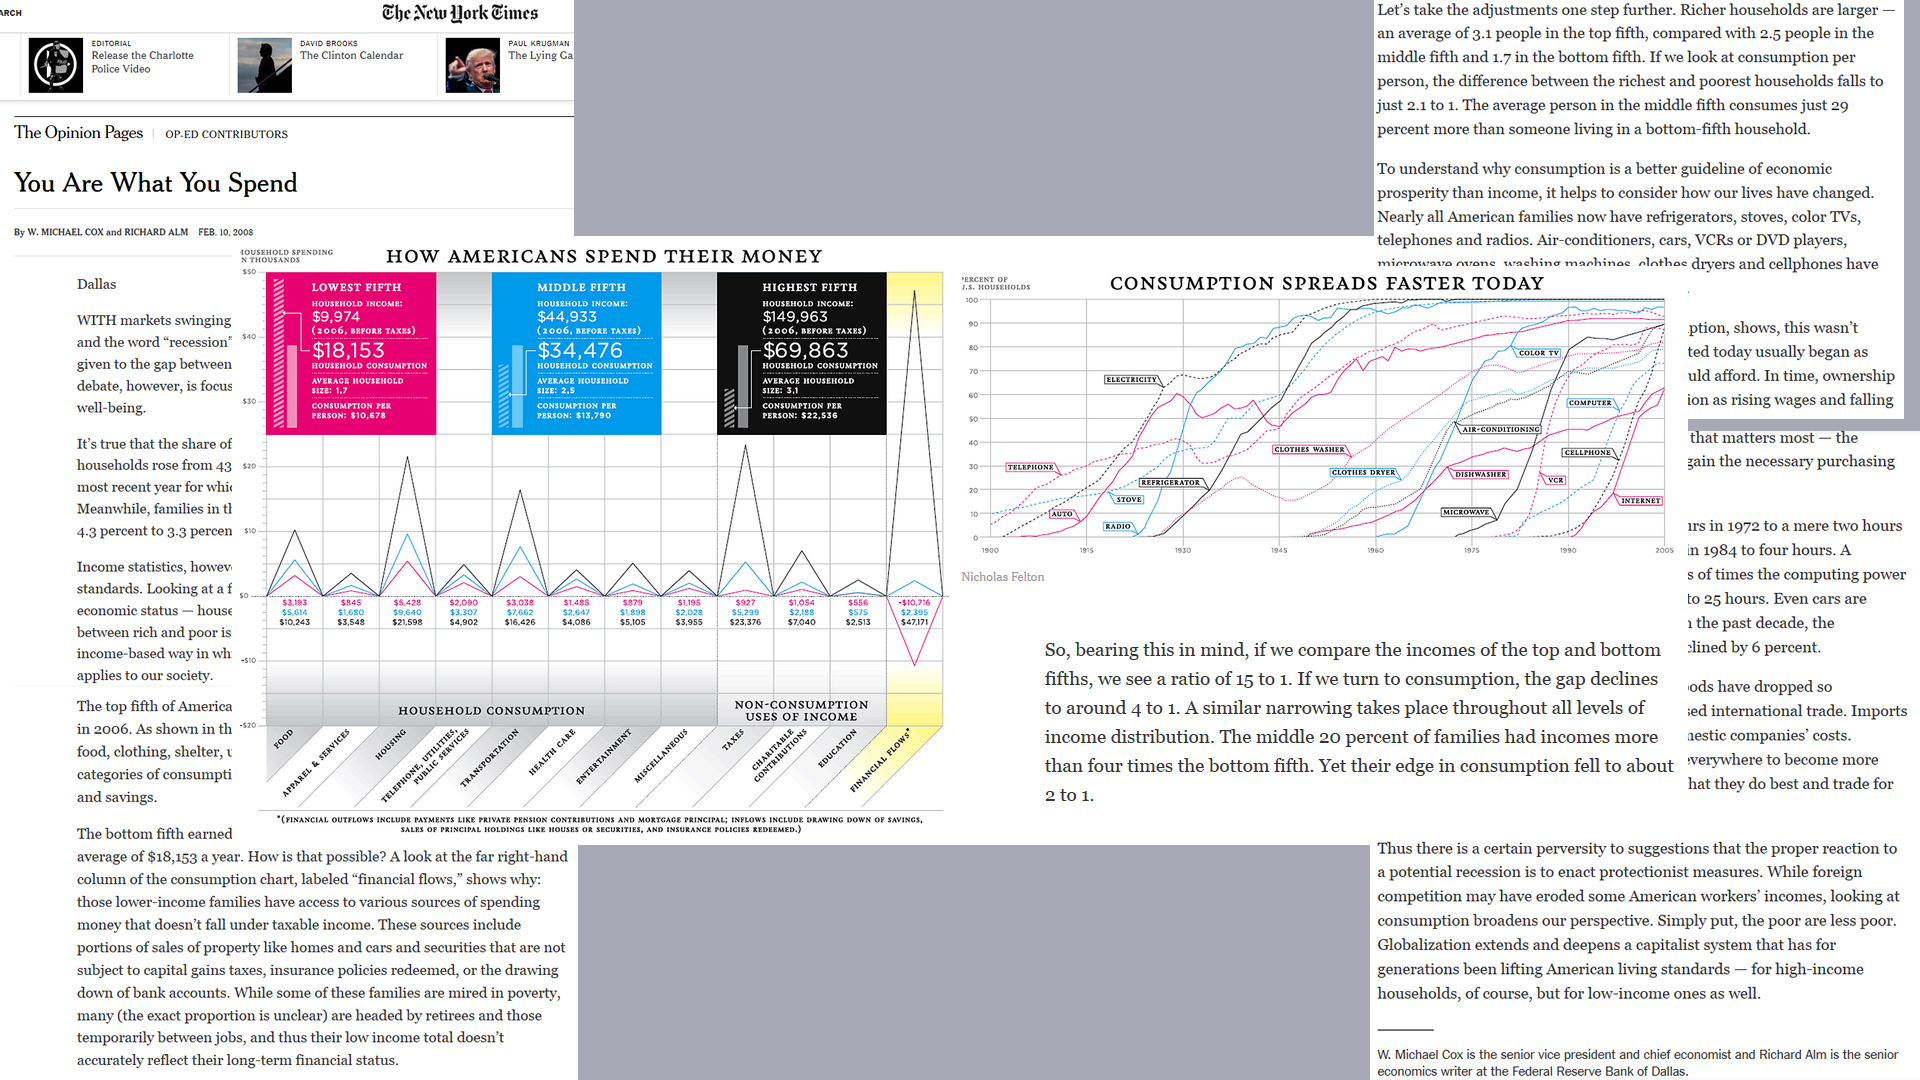 ARCH
The New York Times
EDITORIAL
Release the Charlotte
Police Video
DAVID BROOKS
The Clinton Calendar
PAUL KRUGMAN
The Lying Ga
The Opinion Pages | OP-ED CONTRIBUTORS
You Are What You Spend
By W. MICHAEL COX and RICHARD ALM FEB. 10, 2008
Dallas
WITH markets swinging
and the word “recession”
given to the gap between
debate, however, is focus
well-being.
It’s true that the share of
households rose from 43
most recent year for whic
Meanwhile, families in th
4.3 percent to 3.3 percen
Income statistics, howeve
standards. Looking at a f
economic status — house
between rich and poor is
income-based way in wh
applies to our society.
The top fifth of America
in 2006. As shown in th
food, clothing, shelter, u
categories of consumpti
and savings.
The bottom fifth earned
average of $18,153 a year. How is that possible? A look at the far right-hand
column of the consumption chart, labeled “financial flows,” shows why:
those lower-income families have access to various sources of spending
money that doesn’t fall under taxable income. These sources include
portions of sales of property like homes and cars and securities that are not
subject to capital gains taxes, insurance policies redeemed, or the drawing
down of bank accounts. While some of these families are mired in poverty,
many (the exact proportion is unclear) are headed by retirees and those
temporarily between jobs, and thus their low income total doesn’t
accurately reflect their long-term financial status.
HOUSEHOLD SPENDING
N THOUSANDS
HOW AMERICANS SPEND THEIR MONEY
$50
$40
$30
$20
$10
$0
-$10
-$20
LOWEST FIFTH
HOUSEHOLD INCOME:
$9,974
(2006, BEFORE TAXES)
$18,153
HOUSEHOLD CONSUMPTION
AVERAGE HOUSEHOLD
SIZE: 1,7
CONSUMPTION PER
PERSON: $10,678
MIDDLE FIFTH
HOUSEHOLD INCOME:
$44,933
(2006, BEFORE TAXES)
$34,476
HOUSEHOLD CONSUMPTION
AVERAGE HOUSEHOLD
SIZE: 2,5
CONSUMPTION PER
PERSON: $13,790
HIGHEST FIFTH
HOUSEHOLD INCOME:
$149,963
(2006, BEFORE TAXES)
$69,863
HOUSEHOLD CONSUMPTION
AVERAGE HOUSEHOLD
SIZE: 3,1
CONSUMPTION PER
PERSON: $22,536
$3,193 $845 $5,428 $2,090 $3,038 $1,485 $879 $1,195 $927 $1,054 $556 -$10,716
$5,614 $1,680 $9,640 $3,307 $7,662 $2,647 $1,898 $2,028 $5,299 $2,188 $575 $2,395
$10,243 $3,548 $21,598 $4,902 $16,426 $4,086 $5,105 $3,955 $23,376 $7,040 $2,513 $47,171
HOUSEHOLD CONSUMPTION
NON-CONSUMPTION
USES OF INCOME
FOOD
APPAREL & SERVICES
HOUSING
TELEPHONE, UTILITIES,
PUBLIC SERVICES
TRANSPORTATION
HEALTH CARE
ENTERTAINMENT
MISCELLANEOUS
TAXES
CHARITABLE
CONTRIBUTIONS
EDUCATION
FINANCIAL FLOWS*
*(FINANCIAL OUTFLOWS INCLUDE PAYMENTS LIKE PRIVATE PENSION CONTRIBUTIONS AND MORTGAGE PRINCIPAL; INFLOWS INCLUDE DRAWING DOWN OF SAVINGS,
SALES OF PRINCIPAL HOLDINGS LIKE HOUSES OR SECURITIES, AND INSURANCE POLICIES REDEEMED.)
PERCENT OF
U.S. HOUSEHOLDS
CONSUMPTION SPREADS FASTER TODAY
100
90
80
70
60
50
40
30
20
10
0
ELECTRICITY
TELEPHONE
AUTO
STOVE
RADIO
REFRIGERATOR
CLOTHES WASHER
CLOTHES DRYER
COLOR TV
COMPUTER
AIR-CONDITIONING
CELLPHONE
DISHWASHER
VCR
MICROWAVE
INTERNET
1900 1915 1930 1945 1960 1975 1990 2005
Nicholas Felton
So, bearing this in mind, if we compare the incomes of the top and bottom
fifths, we see a ratio of 15 to 1. If we turn to consumption, the gap declines
to around 4 to 1. A similar narrowing takes place throughout all levels of
income distribution. The middle 20 percent of families had incomes more
than four times the bottom fifth. Yet their edge in consumption fell to about
2 to 1.
Let’s take the adjustments one step further. Richer households are larger —
an average of 3.1 people in the top fifth, compared with 2.5 people in the
middle fifth and 1.7 in the bottom fifth. If we look at consumption per
person, the difference between the richest and poorest households falls to
just 2.1 to 1. The average person in the middle fifth consumes just 29
percent more than someone living in a bottom-fifth household.
To understand why consumption is a better guideline of economic
prosperity than income, it helps to consider how our lives have changed.
Nearly all American families now have refrigerators, stoves, color TVs,
telephones and radios. Air-conditioners, cars, VCRs or DVD players,
microwave ovens, washing machines, clothes dryers and cellphones have
ption, shows, this wasn’t
ted today usually began as
uld afford. In time, ownership
ion as rising wages and falling
that matters most — the
gain the necessary purchasing
urs in 1972 to a mere two hours
in 1984 to four hours. A
s of times the computing power
to 25 hours. Even cars are
n the past decade, the
clined by 6 percent.
ods have dropped so
sed international trade. Imports
nestic companies’ costs.
everywhere to become more
hat they do best and trade for
Thus there is a certain perversity to suggestions that the proper reaction to
a potential recession is to enact protectionist measures. While foreign
competition may have eroded some American workers’ incomes, looking at
consumption broadens our perspective. Simply put, the poor are less poor.
Globalization extends and deepens a capitalist system that has for
generations been lifting American living standards — for high-income
households, of course, but for low-income ones as well.
W. Michael Cox is the senior vice president and chief economist and Richard Alm is the senior
economics writer at the Federal Reserve Bank of Dallas.